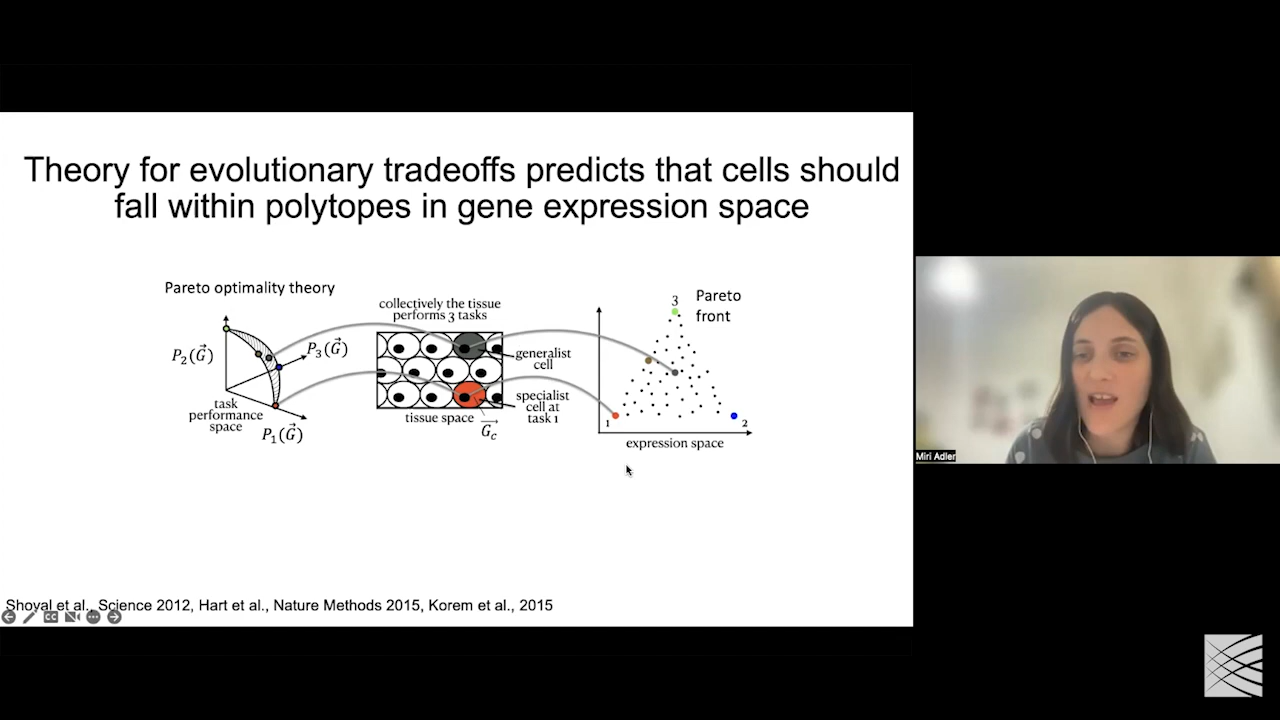 Theory for evolutionary tradeoffs predicts that cells should
fall within polytopes in gene expression space
Pareto optimality theory
P₂(G⃗)
P₃(G⃗)
task
performance
space
P₁(G⃗)
collectively the tissue
performs 3 tasks
generalist
cell
specialist
cell at
task 1
tissue space
G⃗c
3
Pareto
front
1
2
expression space
Shoval et al., Science 2012, Hart et al., Nature Methods 2015, Korem et al., 2015
CC
Miri Adler